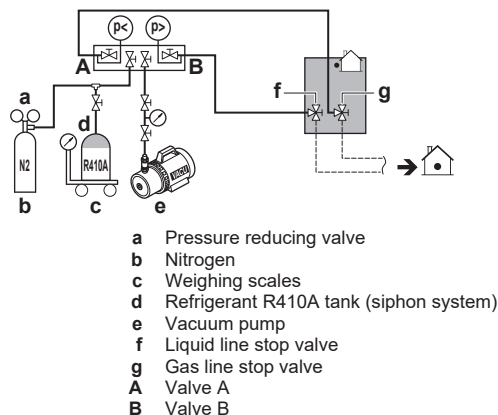 p< p>
A B
f g
a
d
N2 R410A
b c e
a Pressure reducing valve
b Nitrogen
c Weighing scales
d Refrigerant R410A tank (siphon system)
e Vacuum pump
f Liquid line stop valve
g Gas line stop valve
A Valve A
B Valve B